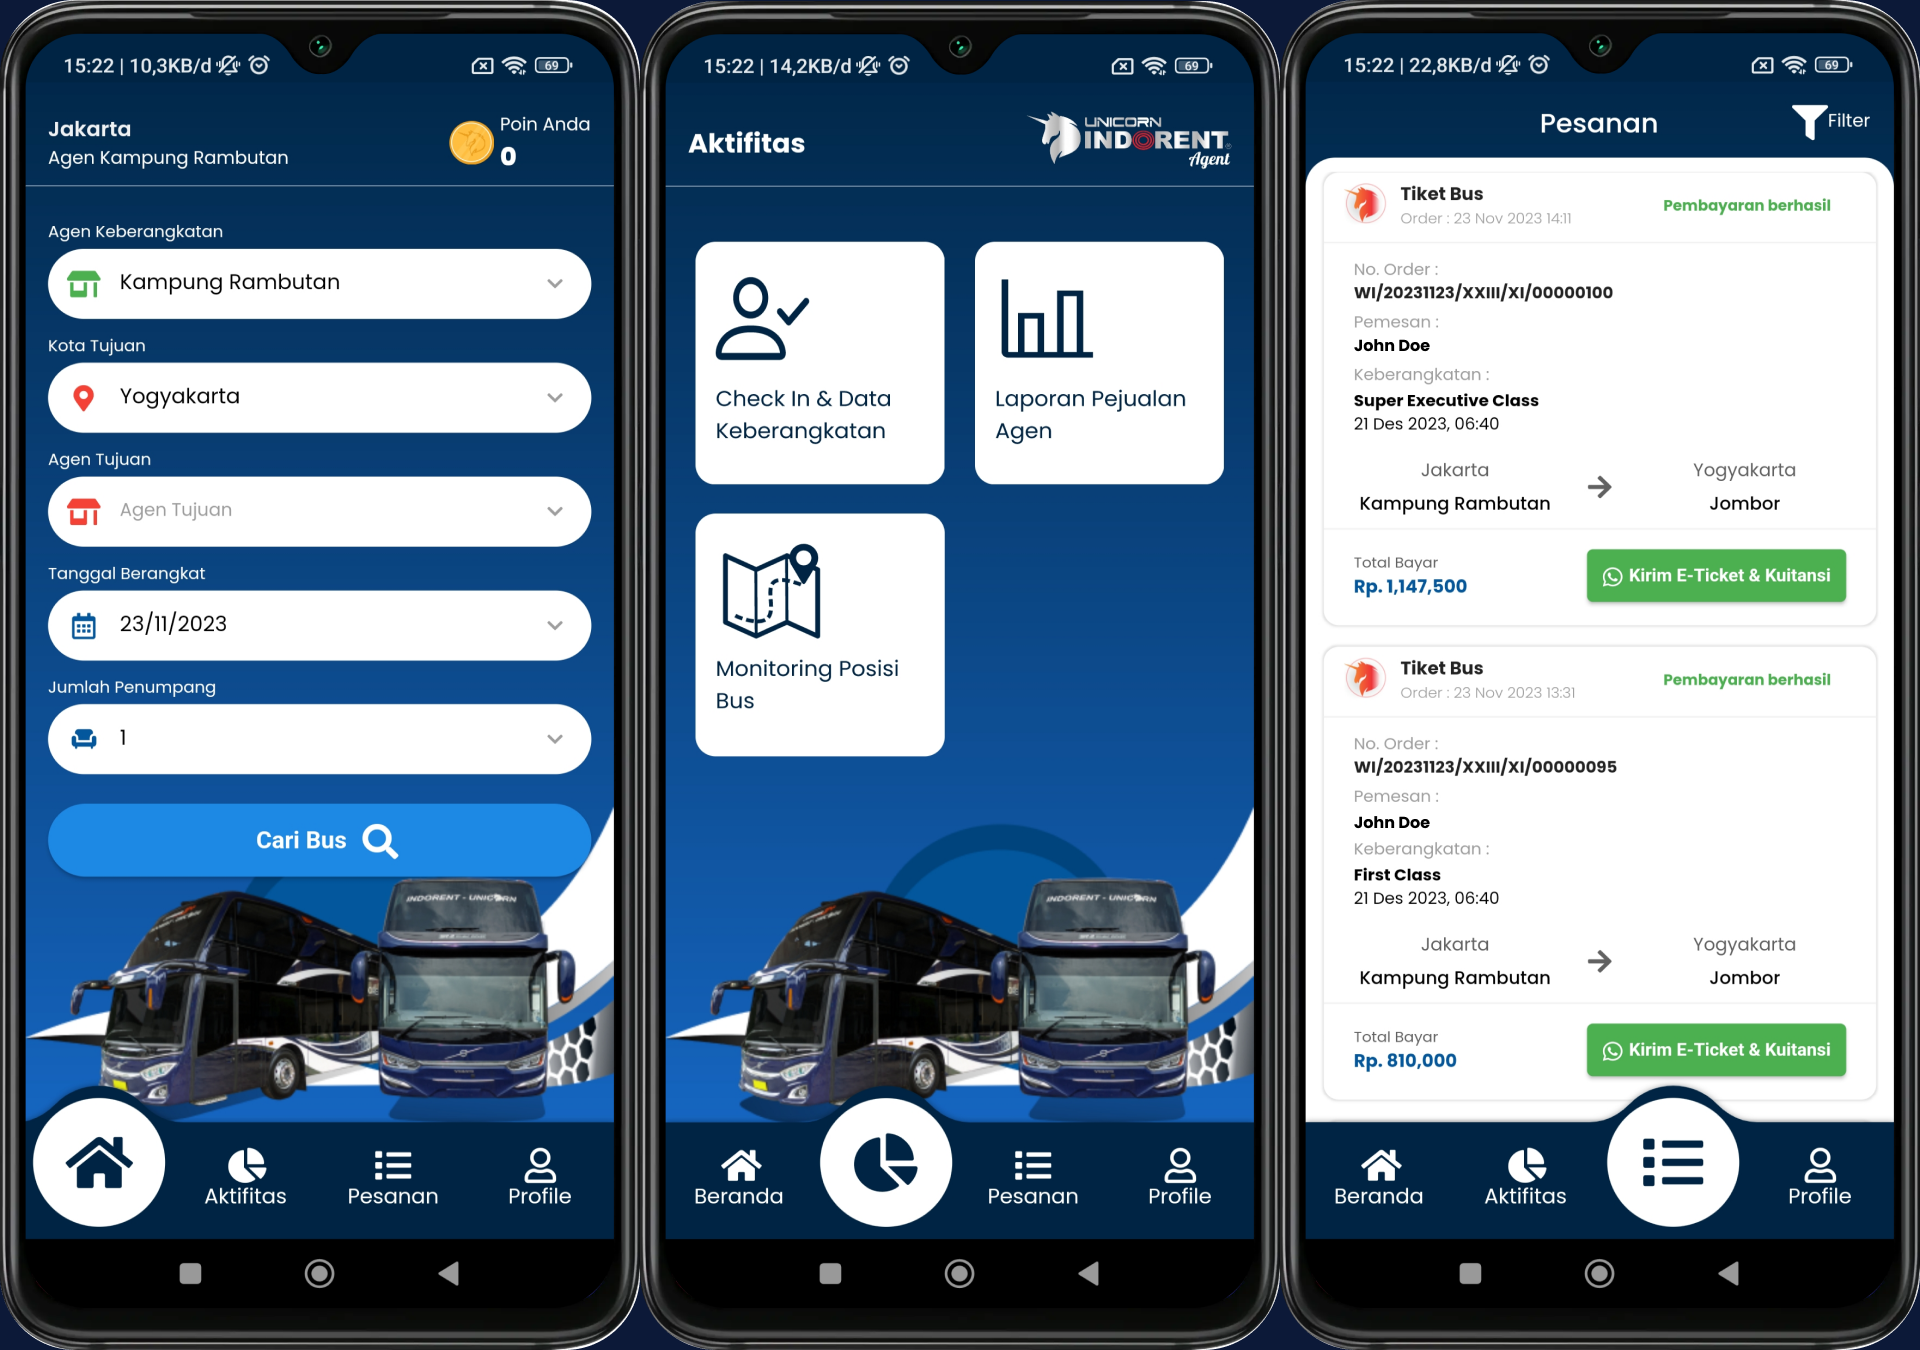 15:22 | 10,3KB/d
69
Jakarta
Agen Kampung Rambutan
Poin Anda
0
Agen Keberangkatan
Kampung Rambutan
Kota Tujuan
Yogyakarta
Agen Tujuan
Agen Tujuan
Tanggal Berangkat
23/11/2023
Jumlah Penumpang
1
Cari Bus
INDORENT - UNICORN
Aktifitas
Pesanan
Profile
15:22 | 14,2KB/d
69
Aktifitas
UNICORN
INDORENT
Agent
Check In & Data
Keberangkatan
Laporan Pejualan
Agen
Monitoring Posisi
Bus
INDORENT - UNICORN
Beranda
Pesanan
Profile
15:22 | 22,8KB/d
69
Pesanan
Filter
Tiket Bus
Order : 23 Nov 2023 14:11
Pembayaran berhasil
No. Order :
WI/20231123/XXIII/XI/00000100
Pemesan :
John Doe
Keberangkatan :
Super Executive Class
21 Des 2023, 06:40
Jakarta
Kampung Rambutan
Yogyakarta
Jombor
Total Bayar
Rp. 1,147,500
Kirim E-Ticket & Kuitansi
Tiket Bus
Order : 23 Nov 2023 13:31
Pembayaran berhasil
No. Order :
WI/20231123/XXIII/XI/00000095
Pemesan :
John Doe
Keberangkatan :
First Class
21 Des 2023, 06:40
Jakarta
Kampung Rambutan
Yogyakarta
Jombor
Total Bayar
Rp. 810,000
Kirim E-Ticket & Kuitansi
Beranda
Aktifitas
Profile